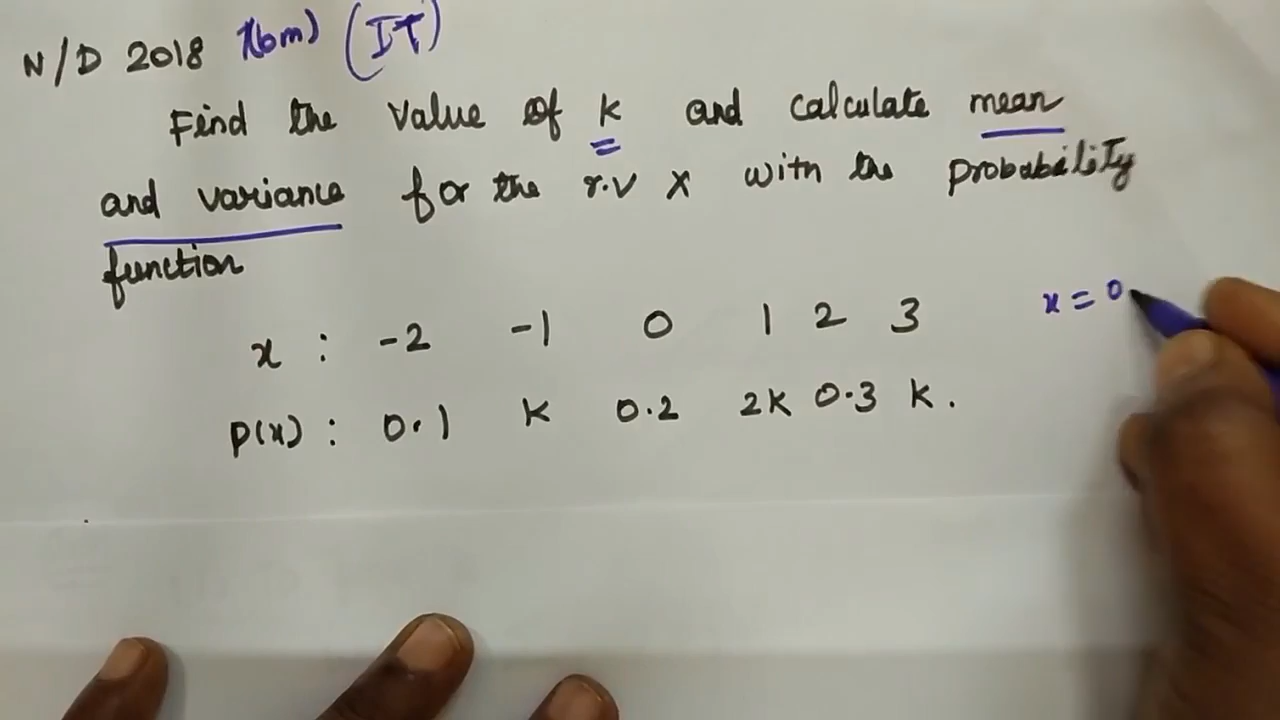 N/D 2018 (6m) (IT)
Find the value of k and calculate mean
and variance for the r.v X with the probability
function
x : -2 -1 0 1 2 3
p(x) : 0.1 k 0.2 2k 0.3 k.
x = 0